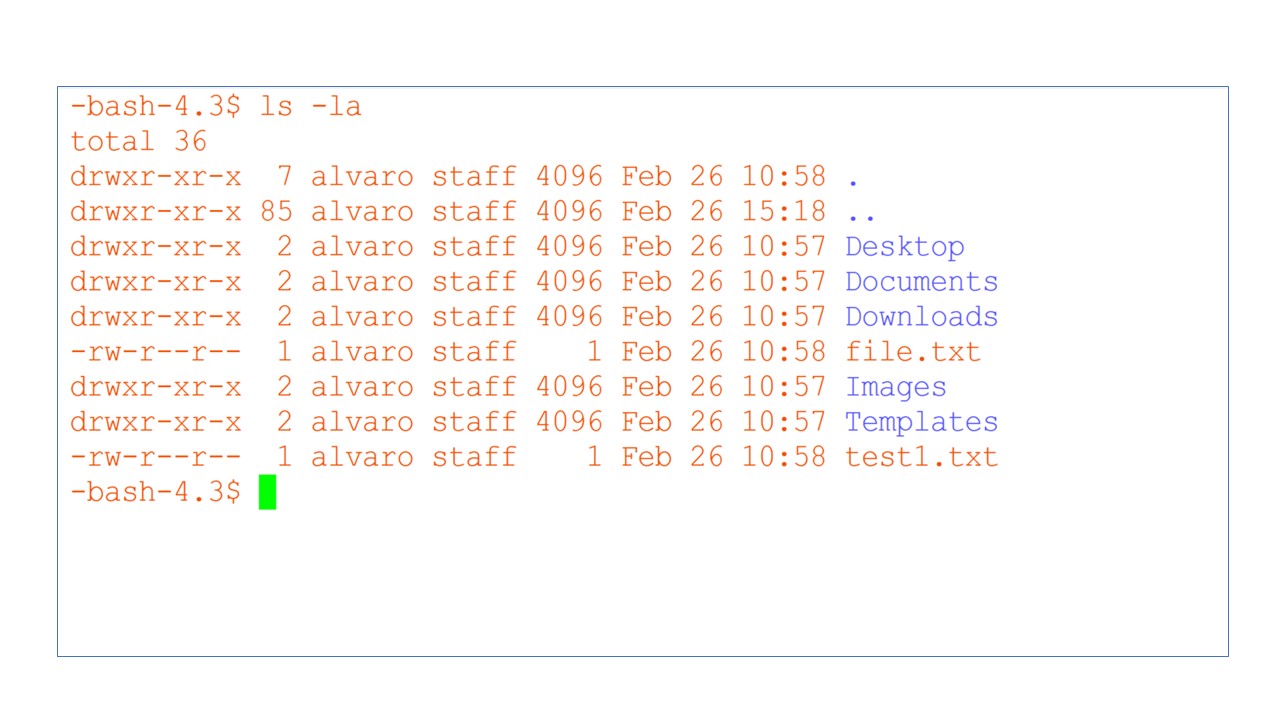 -bash-4.3$ ls -la
total 36
drwxr-xr-x  7 alvaro staff 4096 Feb 26 10:58 .
drwxr-xr-x 85 alvaro staff 4096 Feb 26 15:18 ..
drwxr-xr-x  2 alvaro staff 4096 Feb 26 10:57 Desktop
drwxr-xr-x  2 alvaro staff 4096 Feb 26 10:57 Documents
drwxr-xr-x  2 alvaro staff 4096 Feb 26 10:57 Downloads
-rw-r--r--  1 alvaro staff    1 Feb 26 10:58 file.txt
drwxr-xr-x  2 alvaro staff 4096 Feb 26 10:57 Images
drwxr-xr-x  2 alvaro staff 4096 Feb 26 10:57 Templates
-rw-r--r--  1 alvaro staff    1 Feb 26 10:58 test1.txt
-bash-4.3$